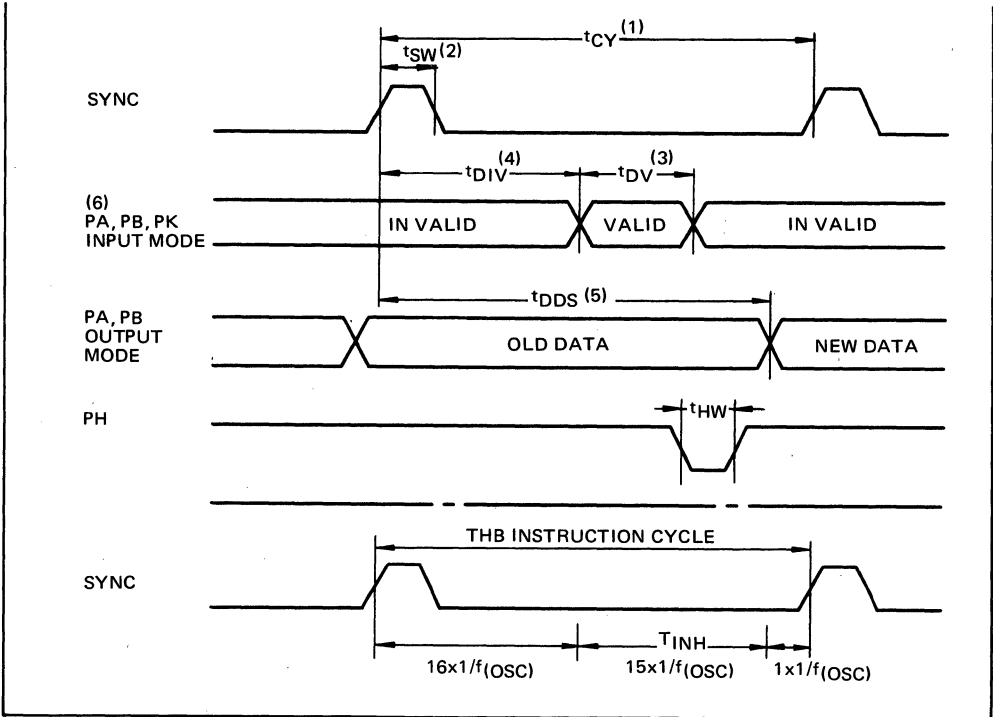 tCY(1)
tSW(2)
SYNC
tDIV(4)
tDV(3)
(6)
PA, PB, PK
INPUT MODE
IN VALID
VALID
IN VALID
tDDS(5)
PA, PB
OUTPUT
MODE
OLD DATA
NEW DATA
tHW
PH
THB INSTRUCTION CYCLE
SYNC
TINH
16x1/f(OSC)
15x1/f(OSC)
1x1/f(OSC)